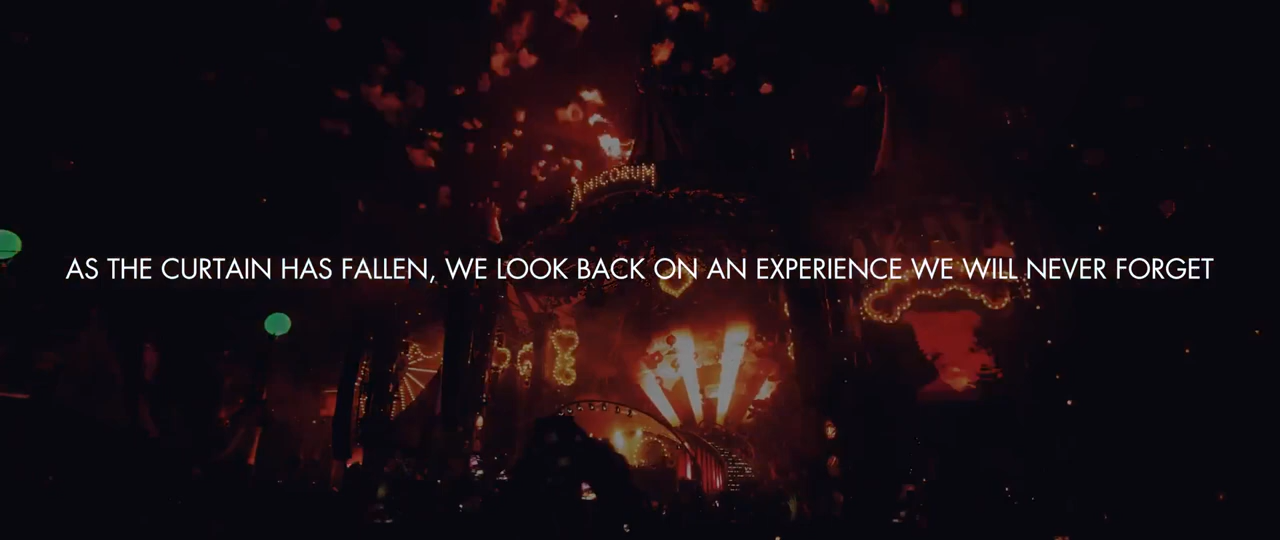 AMICORUM
AS THE CURTAIN HAS FALLEN, WE LOOK BACK ON AN EXPERIENCE WE WILL NEVER FORGET